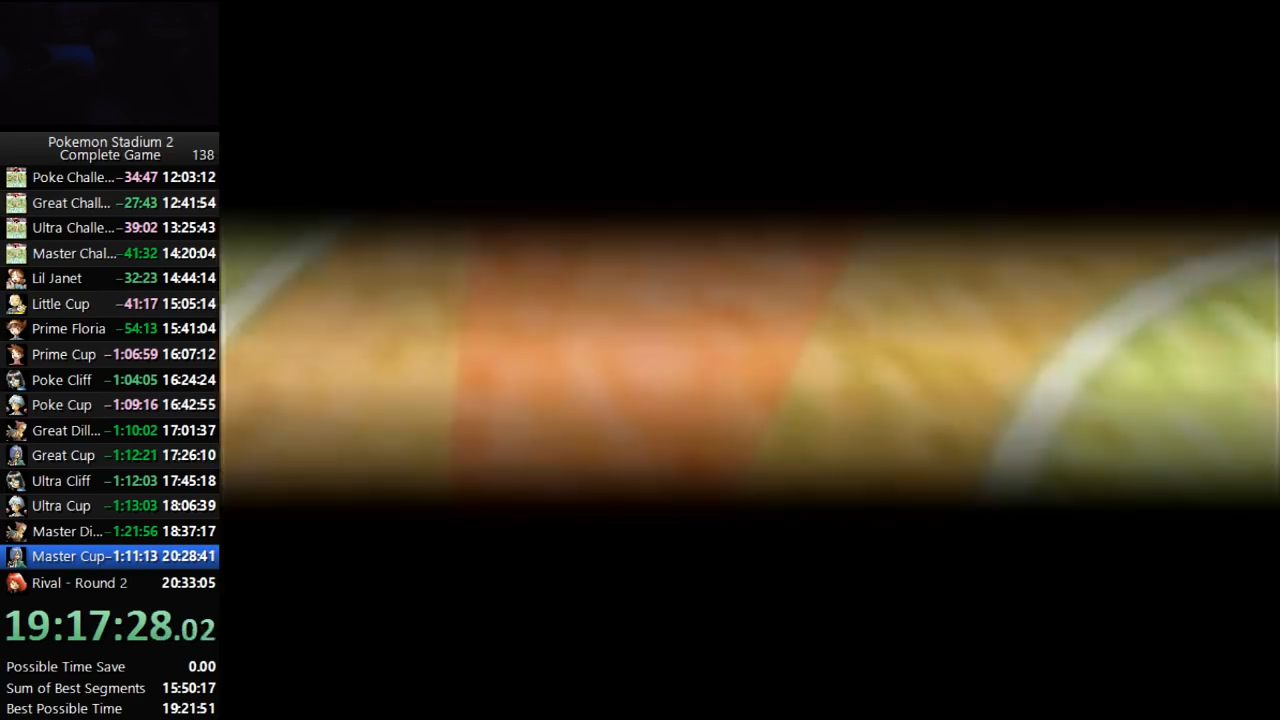 Pokemon Stadium 2
Complete Game 138
Poke Challe... −34:47 12:03:12
Great Chall... −27:43 12:41:54
Ultra Challe... −39:02 13:25:43
Master Chal... −41:32 14:20:04
Lil Janet −32:23 14:44:14
Little Cup −41:17 15:05:14
Prime Floria −54:13 15:41:04
Prime Cup −1:06:59 16:07:12
Poke Cliff −1:04:05 16:24:24
Poke Cup −1:09:16 16:42:55
Great Dill... −1:10:02 17:01:37
Great Cup −1:12:21 17:26:10
Ultra Cliff −1:12:03 17:45:18
Ultra Cup −1:13:03 18:06:39
Master Di... −1:21:56 18:37:17
Master Cup −1:11:13 20:28:41
Rival - Round 2 20:33:05
19:17:28.02
Possible Time Save 0.00
Sum of Best Segments 15:50:17
Best Possible Time 19:21:51